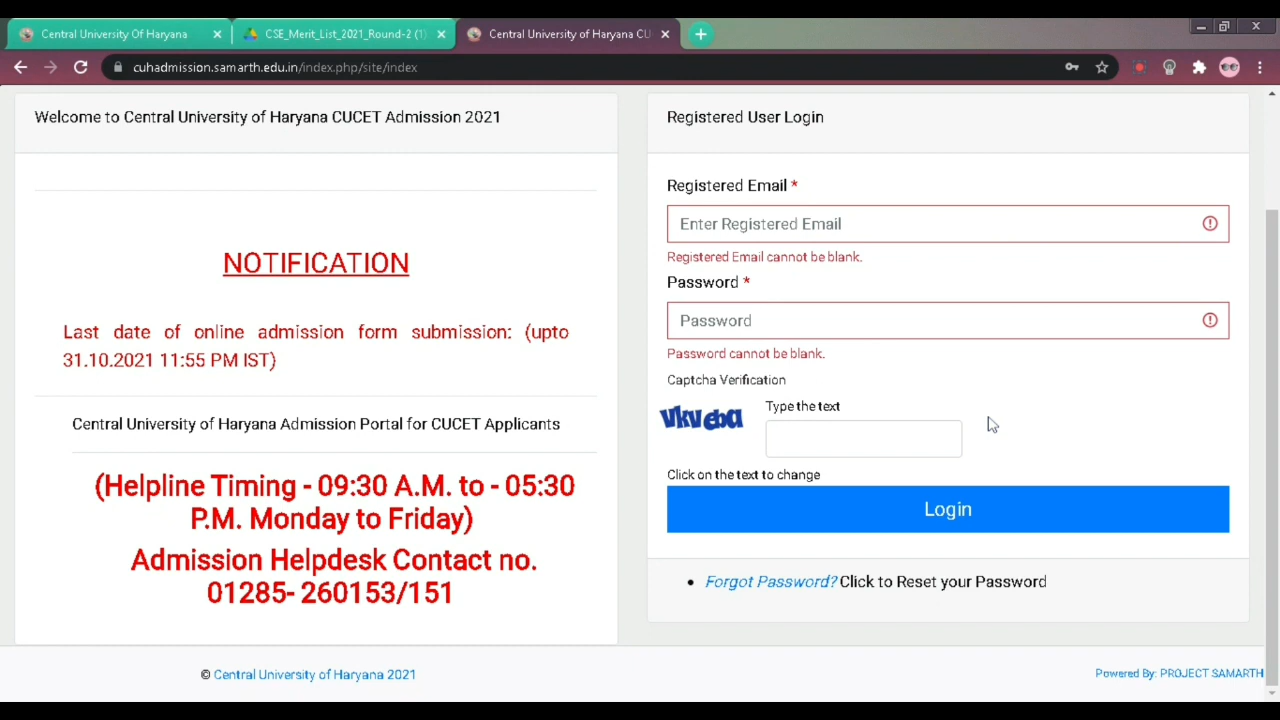 Central University Of Haryana
CSE_Merit_List_2021_Round-2 (1)
Central University of Haryana CU
cuhadmission.samarth.edu.in/index.php/site/index
Welcome to Central University of Haryana CUCET Admission 2021
NOTIFICATION
Last date of online admission form submission: (upto
31.10.2021 11:55 PM IST)
Central University of Haryana Admission Portal for CUCET Applicants
(Helpline Timing - 09:30 A.M. to - 05:30
P.M. Monday to Friday)
Admission Helpdesk Contact no.
01285- 260153/151
Registered User Login
Registered Email *
Enter Registered Email
Registered Email cannot be blank.
Password *
Password
Password cannot be blank.
Captcha Verification
Type the text
Click on the text to change
Login
Forgot Password? Click to Reset your Password
© Central University of Haryana 2021
Powered By: PROJECT SAMARTH